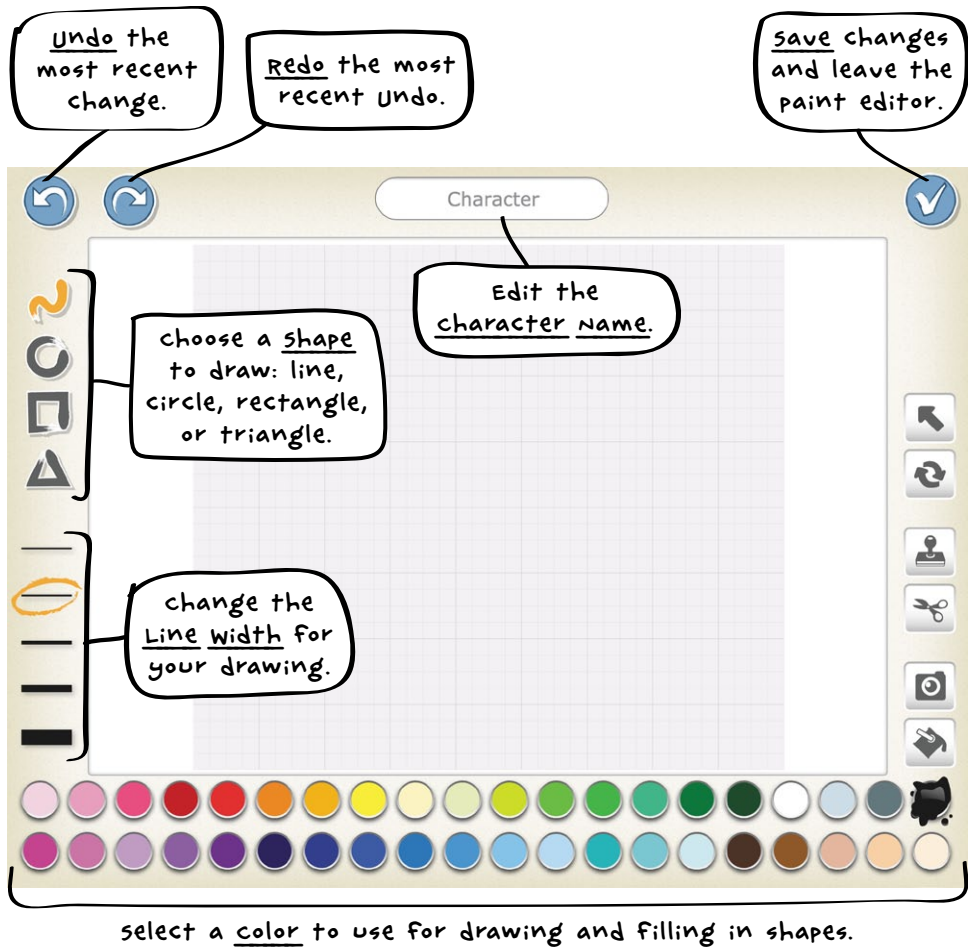 Undo the
most recent
change.
Redo the most
recent Undo.
Save changes
and leave the
paint editor.
Character
Edit the
Character Name.
Choose a Shape
to draw: line,
circle, rectangle,
or triangle.
Change the
Line Width for
your drawing.
Select a color to use for drawing and filling in shapes.